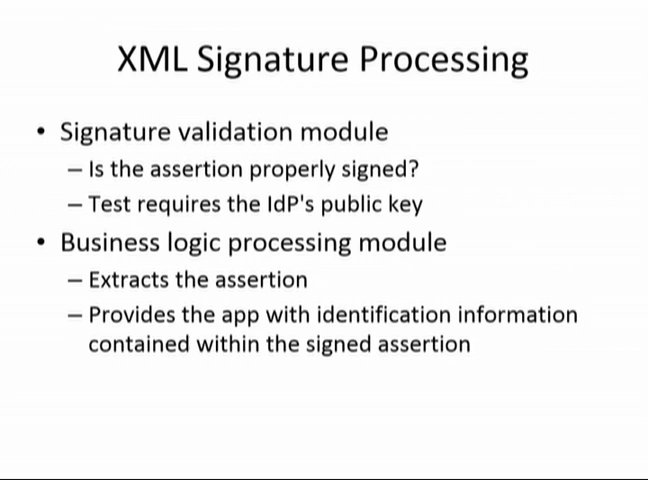 XML Signature Processing
• Signature validation module
– Is the assertion properly signed?
– Test requires the IdP's public key
• Business logic processing module
– Extracts the assertion
– Provides the app with identification information
contained within the signed assertion